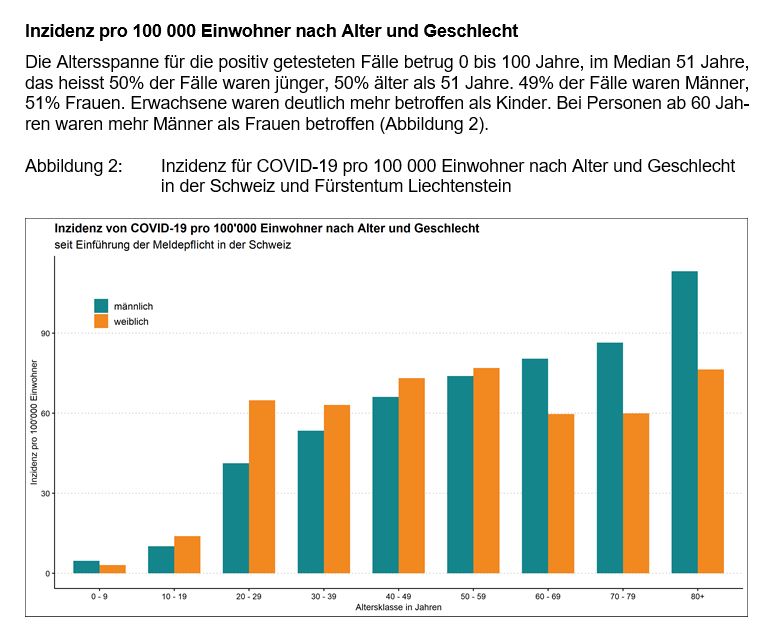 Inzidenz pro 100 000 Einwohner nach Alter und Geschlecht
Die Altersspanne für die positiv getesteten Fälle betrug 0 bis 100 Jahre, im Median 51 Jahre,
das heisst 50% der Fälle waren jünger, 50% älter als 51 Jahre. 49% der Fälle waren Männer,
51% Frauen. Erwachsene waren deutlich mehr betroffen als Kinder. Bei Personen ab 60 Jah-
ren waren mehr Männer als Frauen betroffen (Abbildung 2).
Abbildung 2: Inzidenz für COVID-19 pro 100 000 Einwohner nach Alter und Geschlecht
in der Schweiz und Fürstentum Liechtenstein
Inzidenz von COVID-19 pro 100'000 Einwohner nach Alter und Geschlecht
seit Einführung der Meldepflicht in der Schweiz
männlich
weiblich
Inzidenz pro 100'000 Einwohner
90
60
30
0
0 - 9 10 - 19 20 - 29 30 - 39 40 - 49 50 - 59 60 - 69 70 - 79 80+
Altersklasse in Jahren